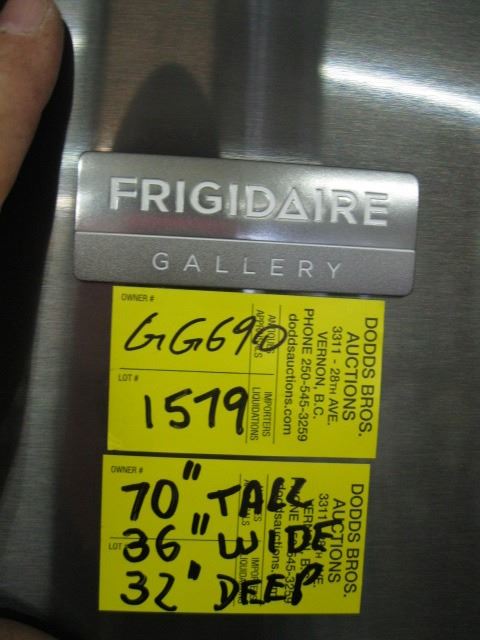 FRIGIDAIRE
GALLERY
OWNER #
GG690
LOT #
1579
DODDS BROS.
AUCTIONS
3311 - 28TH AVE.
VERNON, B.C.
PHONE 250-545-3259
doddsauctions.com
ANTIQUES IMPORTERS
APPRAISALS LIQUIDATIONS
OWNER #
70" TALL
LOT
36" WIDE
32" DEEP
DODDS BROS.
AUCTIONS